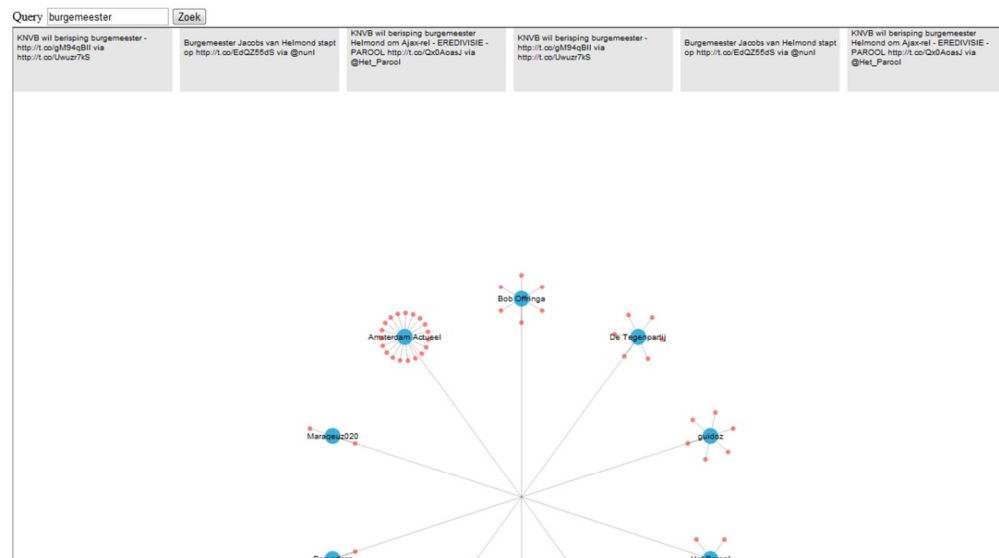 Query burgemeester Zoek
KNVB wil berisping burgemeester -
http://t.co/gM94qBII via
http://t.co/Uwuzr7kS
Burgemeester Jacobs van Helmond stapt
op http://t.co/EdQZ55dS via @nunl
KNVB wil berisping burgemeester
Helmond om Ajax-rel - EREDIVISIE -
PAROOL http://t.co/Qx0AoasJ via
@Het_Parool
KNVB wil berisping burgemeester -
http://t.co/gM94qBII via
http://t.co/Uwuzr7kS
Burgemeester Jacobs van Helmond stapt
op http://t.co/EdQZ55dS via @nunl
KNVB wil berisping burgemeester
Helmond om Ajax-rel - EREDIVISIE -
PAROOL http://t.co/Qx0AoasJ via
@Het_Parool
Bob Offringa
Amsterdam Actueel
De Tegenpartij
Maraqeuz020
guidoz